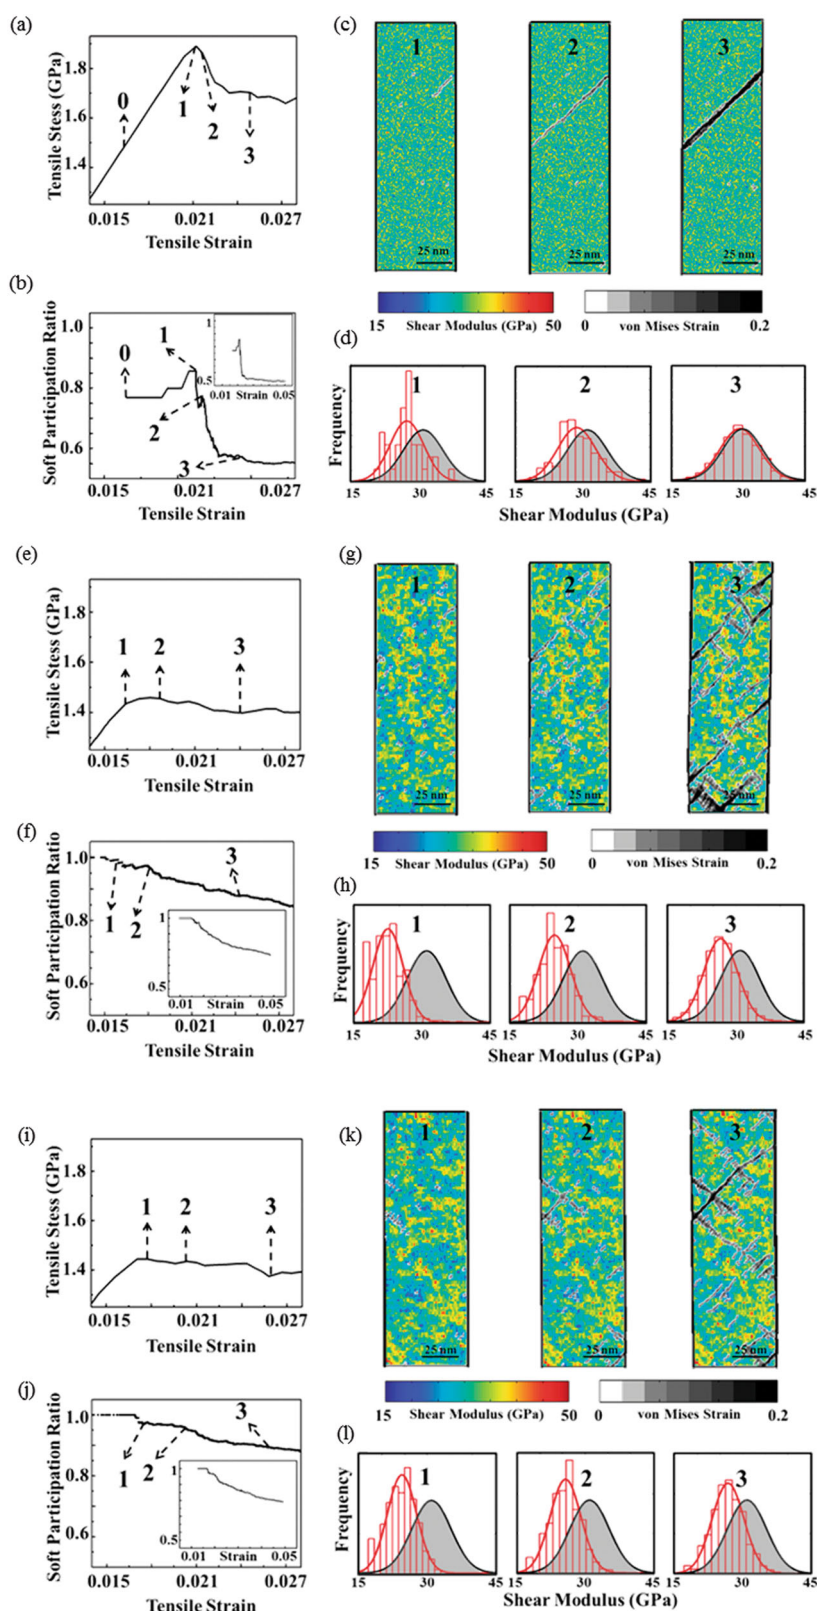 (a)
Tensile Stess (GPa)
1.8
1.6
1.4
0
1
2
3
0.015 0.021 0.027
Tensile Strain
(b)
Soft Participation Ratio
1.0
0.8
0.6
0
1
2
3
1
0.5
0.01 Strain 0.05
0.015 0.021 0.027
Tensile Strain
(c)
1 2 3
25 nm 25 nm 25 nm
15 Shear Modulus (GPa) 50
0 von Mises Strain 0.2
(d)
Frequency
1 2 3
15 30 45 15 30 45 15 30 45
Shear Modulus (GPa)
(e)
Tensile Stess (GPa)
1.8
1.6
1.4
1 2 3
0.015 0.021 0.027
Tensile Strain
(f)
Soft Participation Ratio
1.0
0.8
0.6
1 2 3
1
0.5
0.01 Strain 0.05
0.015 0.021 0.027
Tensile Strain
(g)
1 2 3
25 nm 25 nm 25 nm
15 Shear Modulus (GPa) 50
0 von Mises Strain 0.2
(h)
Frequency
1 2 3
15 30 45 15 30 45 15 30 45
Shear Modulus (GPa)
(i)
Tensile Stess (GPa)
1.8
1.6
1.4
1 2 3
0.015 0.021 0.027
Tensile Strain
(j)
Soft Participation Ratio
1.0
0.8
0.6
1 2 3
1
0.5
0.01 Strain 0.05
0.015 0.021 0.027
Tensile Strain
(k)
1 2 3
25 nm 25 nm 25 nm
15 Shear Modulus (GPa) 50
0 von Mises Strain 0.2
(l)
Frequency
1 2 3
15 30 45 15 30 45 15 30 45
Shear Modulus (GPa)